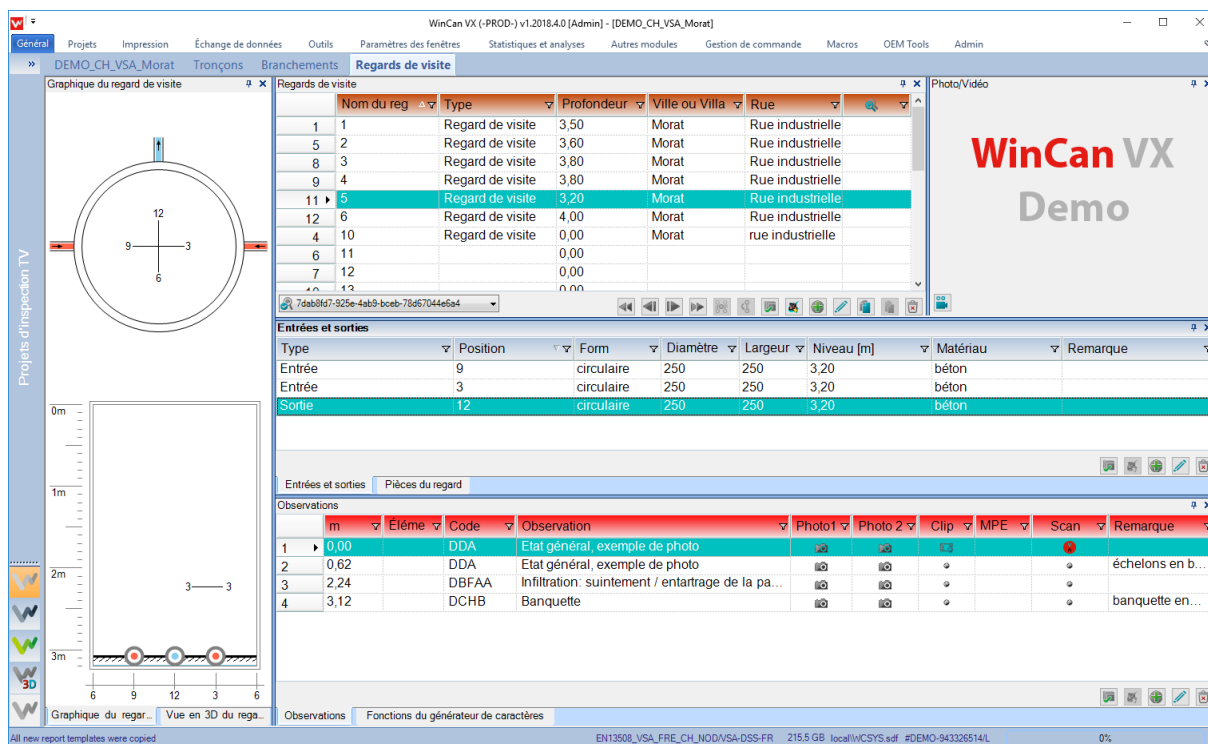 WinCan VX (-PROD-) v1.2018.4.0 [Admin] - [DEMO_CH_VSA_Morat]
Général Projets Impression Échange de données Outils Paramètres des fenêtres Statistiques et analyses Autres modules Gestion de commande Macros OEM Tools Admin
» DEMO_CH_VSA_Morat Tronçons Branchements Regards de visite
Projets d'inspection TV
Graphique du regard de visite
12
9 3
6
0m
1m
2m
3 3
3m
6 9 12 3 6
Graphique du regar... Vue en 3D du rega...
Regards de visite
Nom du reg Type Profondeur Ville ou Villa Rue
1 1 Regard de visite 3,50 Morat Rue industrielle
5 2 Regard de visite 3,60 Morat Rue industrielle
8 3 Regard de visite 3,80 Morat Rue industrielle
9 4 Regard de visite 3,80 Morat Rue industrielle
11 5 Regard de visite 3,20 Morat Rue industrielle
12 6 Regard de visite 4,00 Morat Rue industrielle
4 10 Regard de visite 0,00 Morat rue industrielle
6 11 0,00
7 12 0,00
10 13 0,00
7dab8fd7-925e-4ab9-bceb-78d67044e6a4
Photo/Vidéo
WinCan VX
Demo
Entrées et sorties
Type Position Form Diamètre Largeur Niveau [m] Matériau Remarque
Entrée 9 circulaire 250 250 3,20 béton
Entrée 3 circulaire 250 250 3,20 béton
Sortie 12 circulaire 250 250 3,20 béton
Entrées et sorties Pièces du regard
Observations
m Éléme Code Observation Photo1 Photo 2 Clip MPE Scan Remarque
1 0,00 DDA Etat général, exemple de photo
2 0,62 DDA Etat général, exemple de photo échelons en b...
3 2,24 DBFAA Infiltration: suintement / entartrage de la pa...
4 3,12 DCHB Banquette banquette en...
Observations Fonctions du générateur de caractères
3D
All new report templates were copied EN13508_VSA_FRE_CH_NOD/VSA-DSS-FR 215,5 GB local\WCSYS.sdf #DEMO-943326514/L 0%